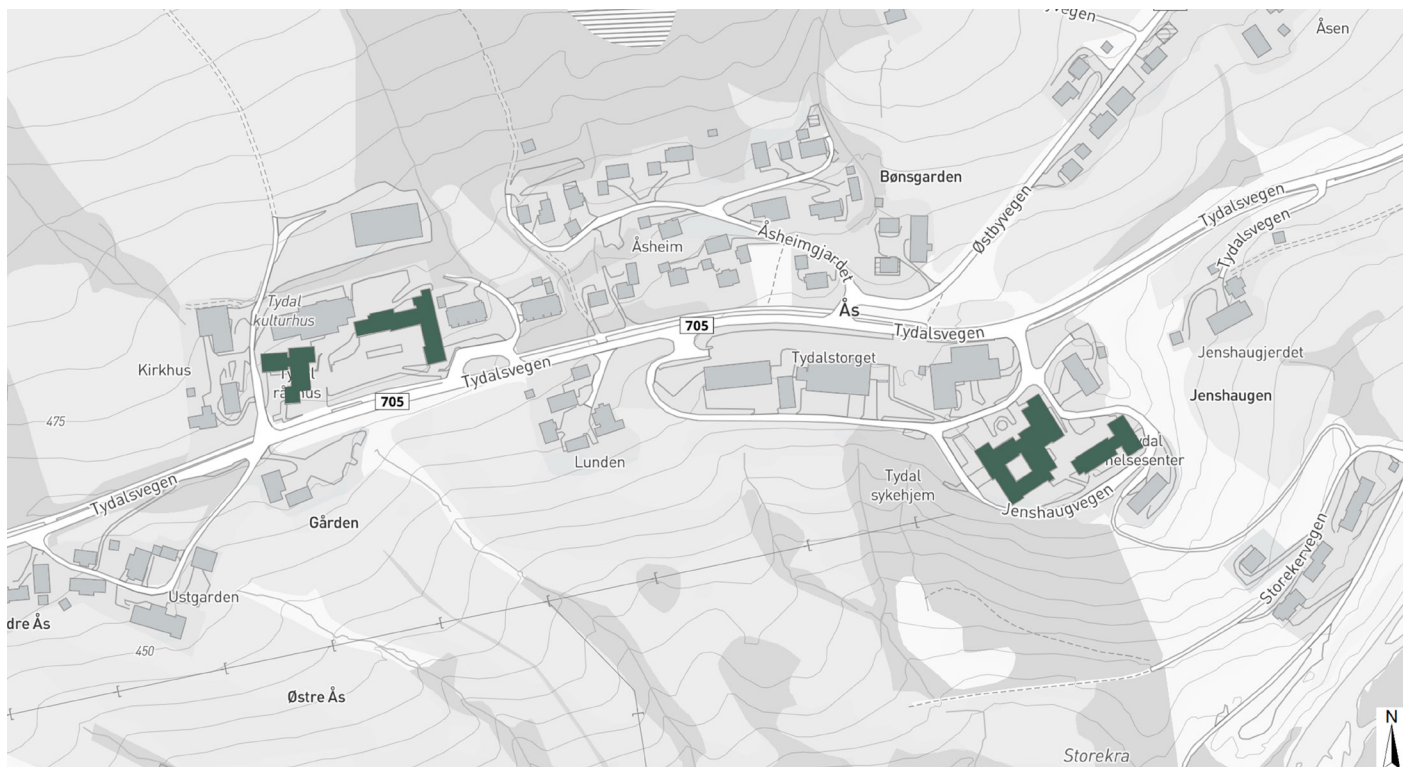 Åsen
Bønsgarden
Østbyvegen
Tydalsvegen
Tydalsvegen
Åsheim
Åsheimgjardet
Tydal
kulturhus
Ås
705
Tydalsvegen
Tydalstorget
Jenshaugjerdet
Kirkhus
Tydalsvegen
705
Jenshaugen
475
Lunden
Tydal
sykehjem
Jenshaugvegen
Tydalsvegen
Gården
Storekervegen
Ustgarden
450
Østre Ås
N
Storekra